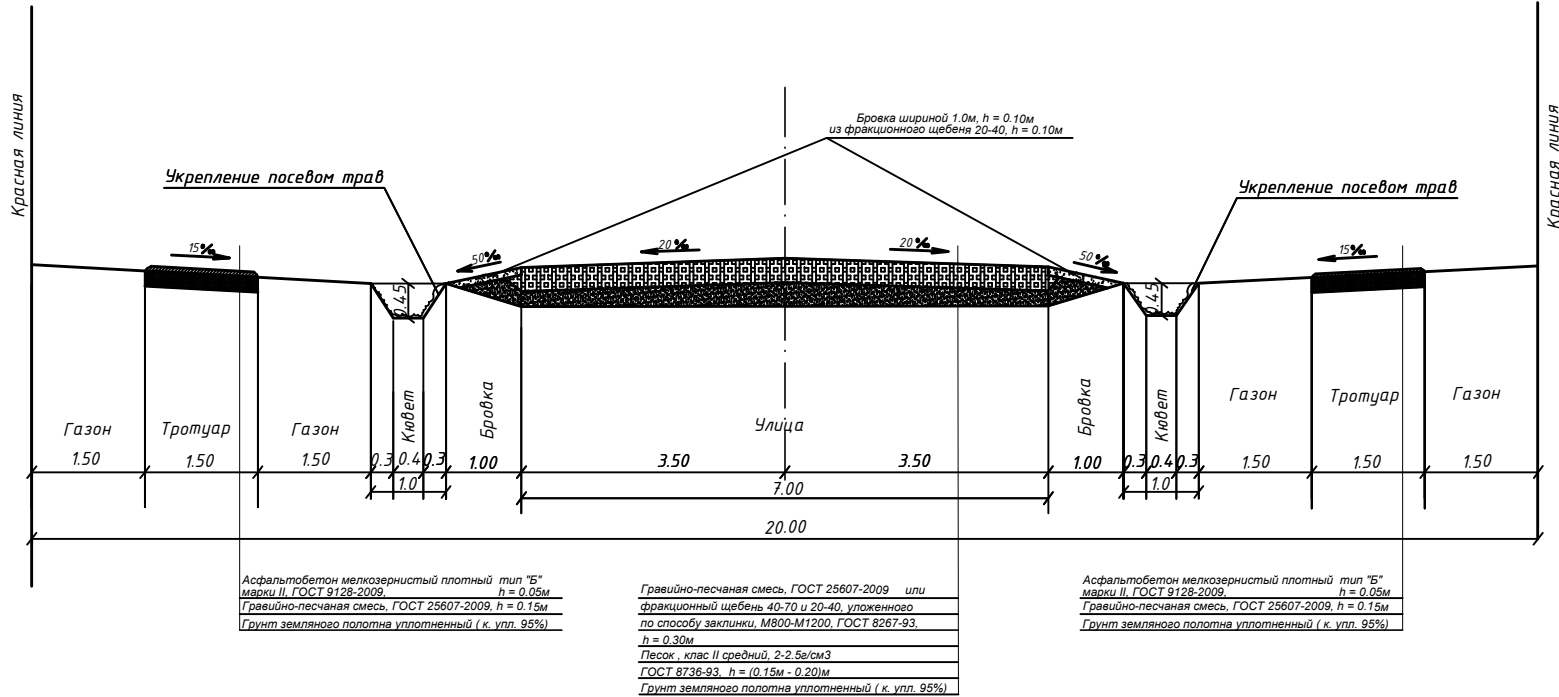 Красная линия
Красная линия
Бровка шириной 1.0м, h = 0.10м
из фракционного щебеня 20-40, h = 0.10м
Укрепление посевом трав
Укрепление посевом трав
15‰
50‰
20‰
20‰
50‰
15‰
0.45
0.45
Газон
Тротуар
Газон
Кювет
Бровка
Улица
Бровка
Кювет
Газон
Тротуар
Газон
1.50
1.50
1.50
0.3
0.4
0.3
1.00
3.50
3.50
1.00
0.3
0.4
0.3
1.50
1.50
1.50
1.0
7.00
1.0
20.00
Асфальтобетон мелкозернистый плотный тип "Б"
марки II, ГОСТ 9128-2009, h = 0.05м
Гравийно-песчаная смесь, ГОСТ 25607-2009, h = 0.15м
Грунт земляного полотна уплотненный ( к. упл. 95%)
Гравийно-песчаная смесь, ГОСТ 25607-2009 или
фракционный щебень 40-70 и 20-40, уложенного
по способу заклинки, М800-М1200, ГОСТ 8267-93,
h = 0.30м
Песок , клас II средний, 2-2.5г/см3
ГОСТ 8736-93, h = (0.15м - 0.20)м
Грунт земляного полотна уплотненный ( к. упл. 95%)
Асфальтобетон мелкозернистый плотный тип "Б"
марки II, ГОСТ 9128-2009, h = 0.05м
Гравийно-песчаная смесь, ГОСТ 25607-2009, h = 0.15м
Грунт земляного полотна уплотненный ( к. упл. 95%)